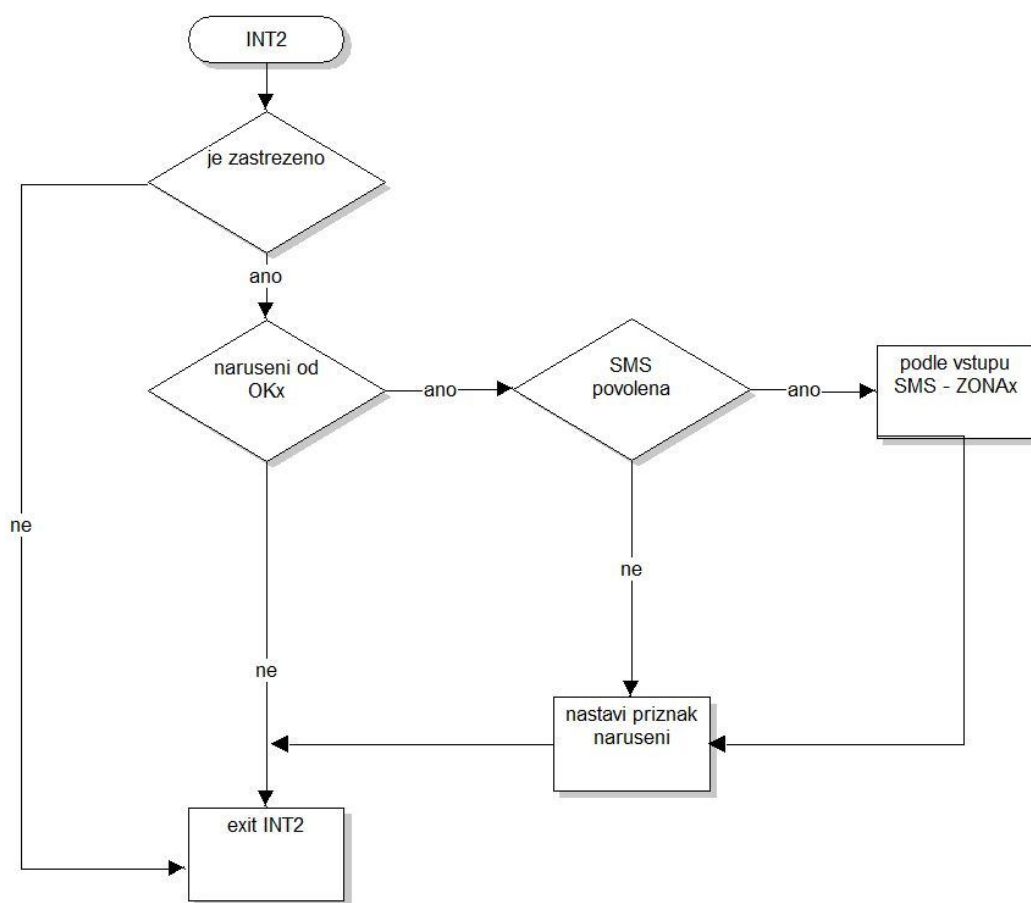 INT2
je zastrezeno
ano
naruseni od
OKx
ano
SMS
povolena
ano
podle vstupu
SMS - ZONAx
ne
ne
ne
nastavi priznak
naruseni
exit INT2